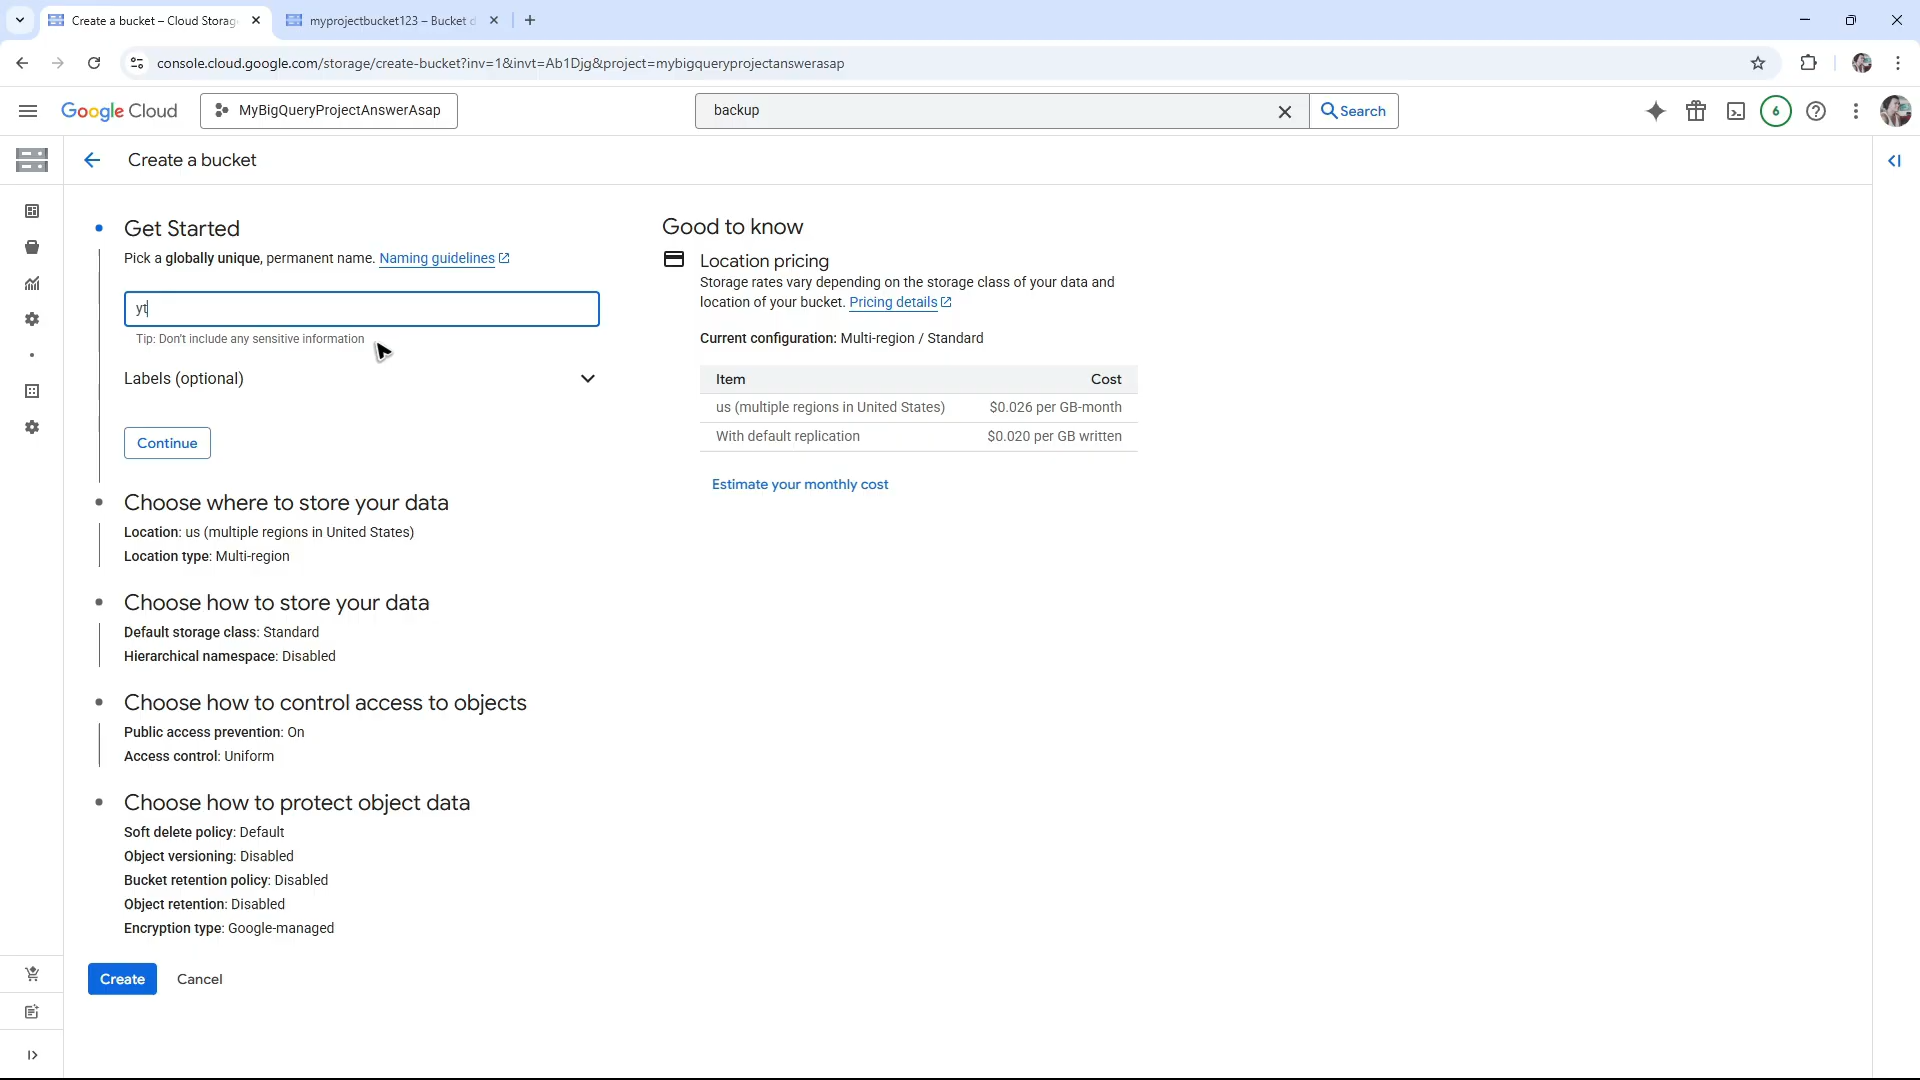 Create a bucket – Cloud Storag
myprojectbucket123 – Bucket d
console.cloud.google.com/storage/create-bucket?inv=1&invt=Ab1Djg&project=mybigqueryprojectanswerasap
Google Cloud
MyBigQueryProjectAnswerAsap
backup
Search
6
Create a bucket
Get Started
Pick a globally unique, permanent name. Naming guidelines
yt
Tip: Don't include any sensitive information
Labels (optional)
Continue
Choose where to store your data
Location: us (multiple regions in United States)
Location type: Multi-region
Choose how to store your data
Default storage class: Standard
Hierarchical namespace: Disabled
Choose how to control access to objects
Public access prevention: On
Access control: Uniform
Choose how to protect object data
Soft delete policy: Default
Object versioning: Disabled
Bucket retention policy: Disabled
Object retention: Disabled
Encryption type: Google-managed
Create Cancel
Good to know
Location pricing
Storage rates vary depending on the storage class of your data and
location of your bucket. Pricing details
Current configuration: Multi-region / Standard
Item Cost
us (multiple regions in United States) $0.026 per GB-month
With default replication $0.020 per GB written
Estimate your monthly cost